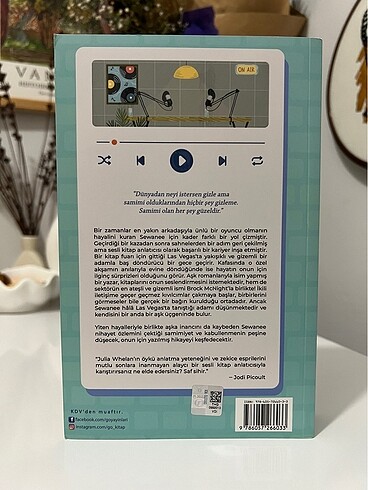 VAN
ON AIR
"Dünyadan neyi istersen gizle ama
samimi olduklarından hiçbir şey gizleme.
Samimi olan her şey güzeldir."
Bir zamanlar en yakın arkadaşıyla ünlü bir oyuncu olmanın
hayalini kuran Sewanee için kader farklı bir yol çizmiştir.
Geçirdiği bir kazadan sonra sahnelerden bir adım geri çekilmiş
ama sesli kitap anlatıcısı olarak başarılı bir kariyer inşa etmiştir.
Bir kitap fuarı için gittiği Las Vegas'ta yakışıklı ve gizemli bir
adamla baş döndürücü bir gece geçirir. Kafasında o özel
akşamın anılarıyla evine döndüğünde ise hayatın onun için
ilginç sürprizleri olduğunu görür. Aşk romanlarıyla isim yapmış
bir yazar, kitaplarını onun seslendirmesini istemektedir, hem de
sektörün en ateşli ve gizemli ismi Brock McNight'la birlikte! İkili
iletişime geçer geçmez kıvılcımlar çakmaya başlar, birbirlerini
görmeseler bile gerçek bir bağın kurulduğu ortadadır. Ancak
Sewanee hâlâ Las Vegas'ta tanıştığı adamı düşünmektedir ve
kendisini bir anda bir aşk üçgeninde bulur.
Yiten hayalleriyle birlikte aşka inancını da kaybeden Sewanee
nihayet özlemini çektiği samimiyet ve kabullenmenin peşine
düşecek, onun için yazılmış hikayeyi keşfedecektir.
"Julia Whelan'ın öykü anlatma yeteneğini ve zekice esprilerini
mutlu sonlara inanmayan alaycı bir sesli kitap anlatıcısıyla
karıştırırsanız ne elde edersiniz? Saf sihir."
– Jodi Picoult
KDV'den muaftır.
facebook.com/goyayinlari
instagram.com/go_kitap
9 786057 266033